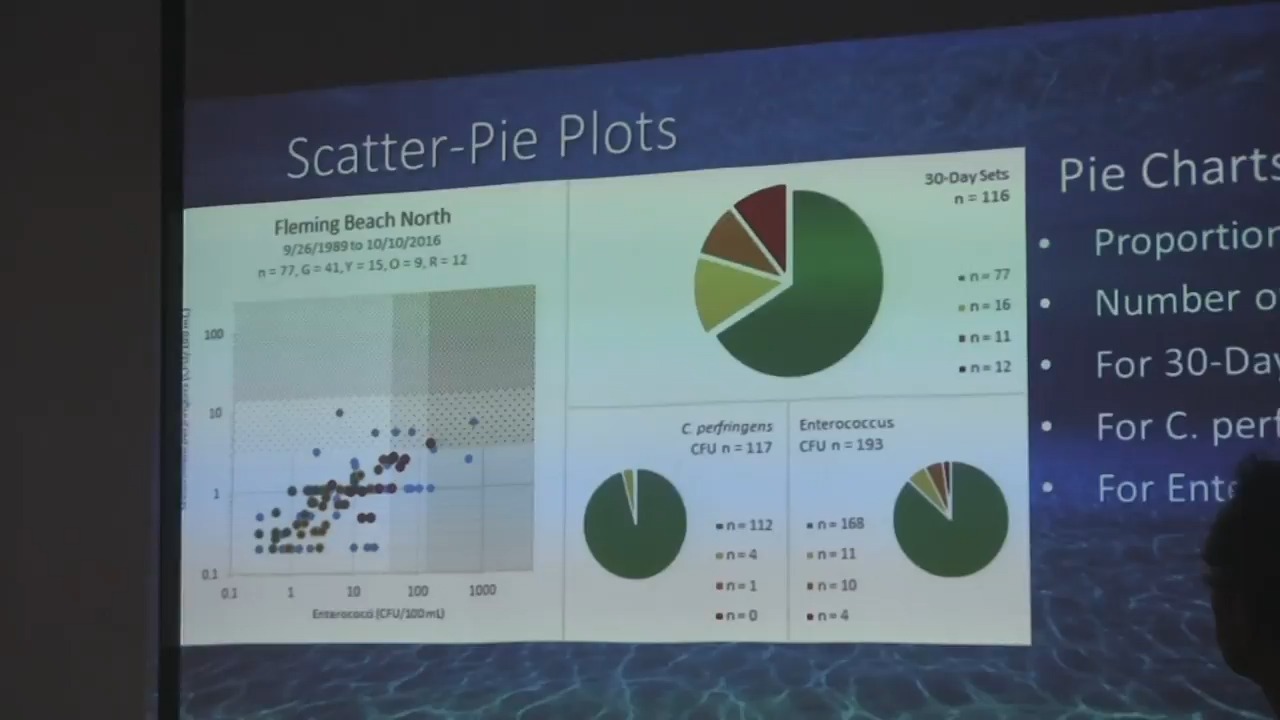 Scatter-Pie Plots
Fleming Beach North
9/26/1989 to 10/10/2016
n = 77, G = 41, Y = 15, O = 9, R = 12
100
10
1
0.1
0.1
1
10
100
1000
Enterococci (CFU/100mL)
30-Day Sets
n = 116
n = 77
n = 16
n = 11
n = 12
C. perfringens
CFU n = 117
n = 112
n = 4
n = 1
n = 0
Enterococcus
CFU n = 193
n = 168
n = 11
n = 10
n = 4
Pie Charts
• Proportion
• Number o
• For 30-Day
• For C. perf
• For Ente